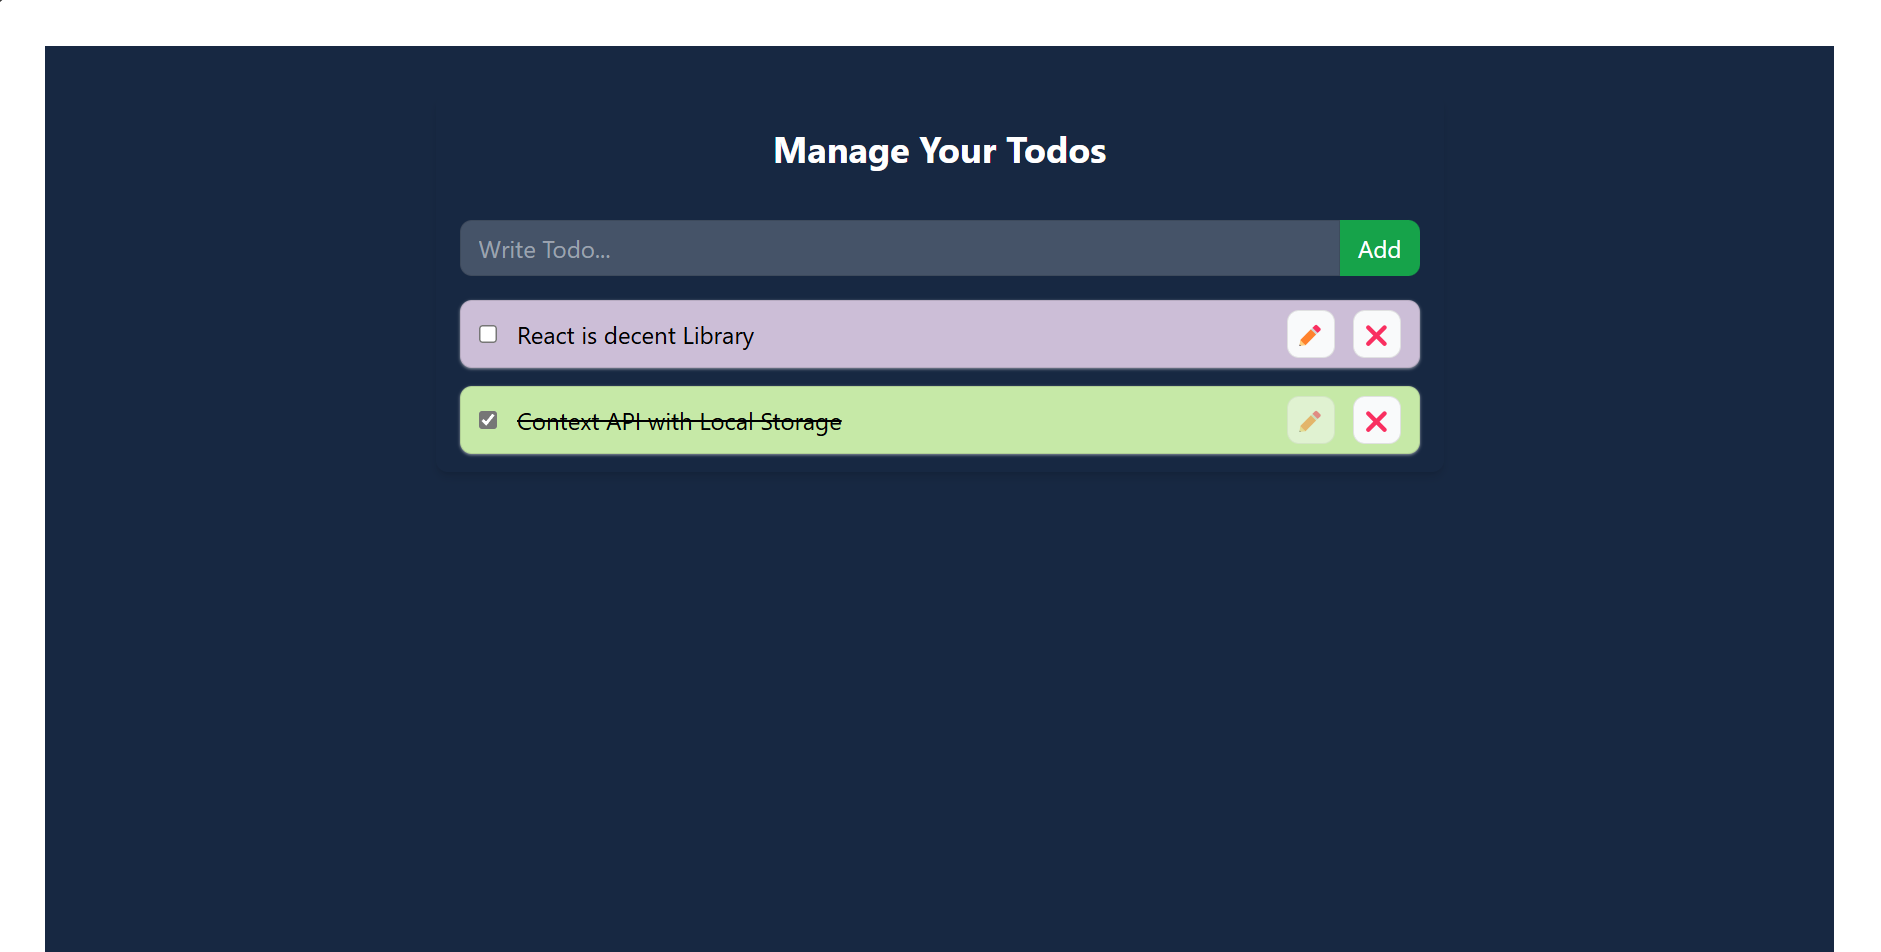 Manage Your Todos
Write Todo...
Add
React is decent Library
Context API with Local Storage